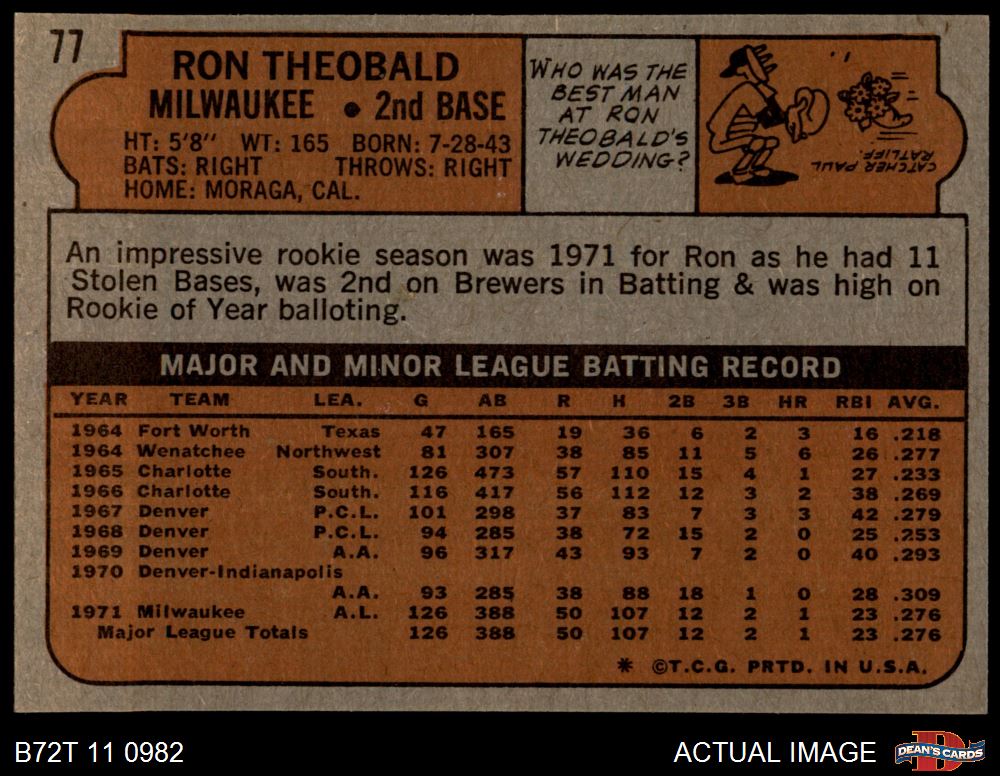 77
RON THEOBALD
MILWAUKEE • 2nd BASE
HT: 5'8" WT: 165 BORN: 7-28-43
BATS: RIGHT THROWS: RIGHT
HOME: MORAGA, CAL.
WHO WAS THE
BEST MAN
AT RON
THEOBALD'S
WEDDING?
CATCHER PAUL
RATLIFF.
An impressive rookie season was 1971 for Ron as he had 11
Stolen Bases, was 2nd on Brewers in Batting & was high on
Rookie of Year balloting.
MAJOR AND MINOR LEAGUE BATTING RECORD
YEAR TEAM LEA. G AB R H 2B 3B HR RBI AVG.
1964 Fort Worth Texas 47 165 19 36 6 2 3 16 .218
1964 Wenatchee Northwest 81 307 38 85 11 5 6 26 .277
1965 Charlotte South. 126 473 57 110 15 4 1 27 .233
1966 Charlotte South. 116 417 56 112 12 3 2 38 .269
1967 Denver P.C.L. 101 298 37 83 7 3 3 42 .279
1968 Denver P.C.L. 94 285 38 72 15 2 0 25 .253
1969 Denver A.A. 96 317 43 93 7 2 0 40 .293
1970 Denver-Indianapolis
A.A. 93 285 38 88 18 1 0 28 .309
1971 Milwaukee A.L. 126 388 50 107 12 2 1 23 .276
Major League Totals 126 388 50 107 12 2 1 23 .276
* ©T.C.G. PRTD. IN U.S.A.
B72T 11 0982
ACTUAL IMAGE
DEAN'S CARDS